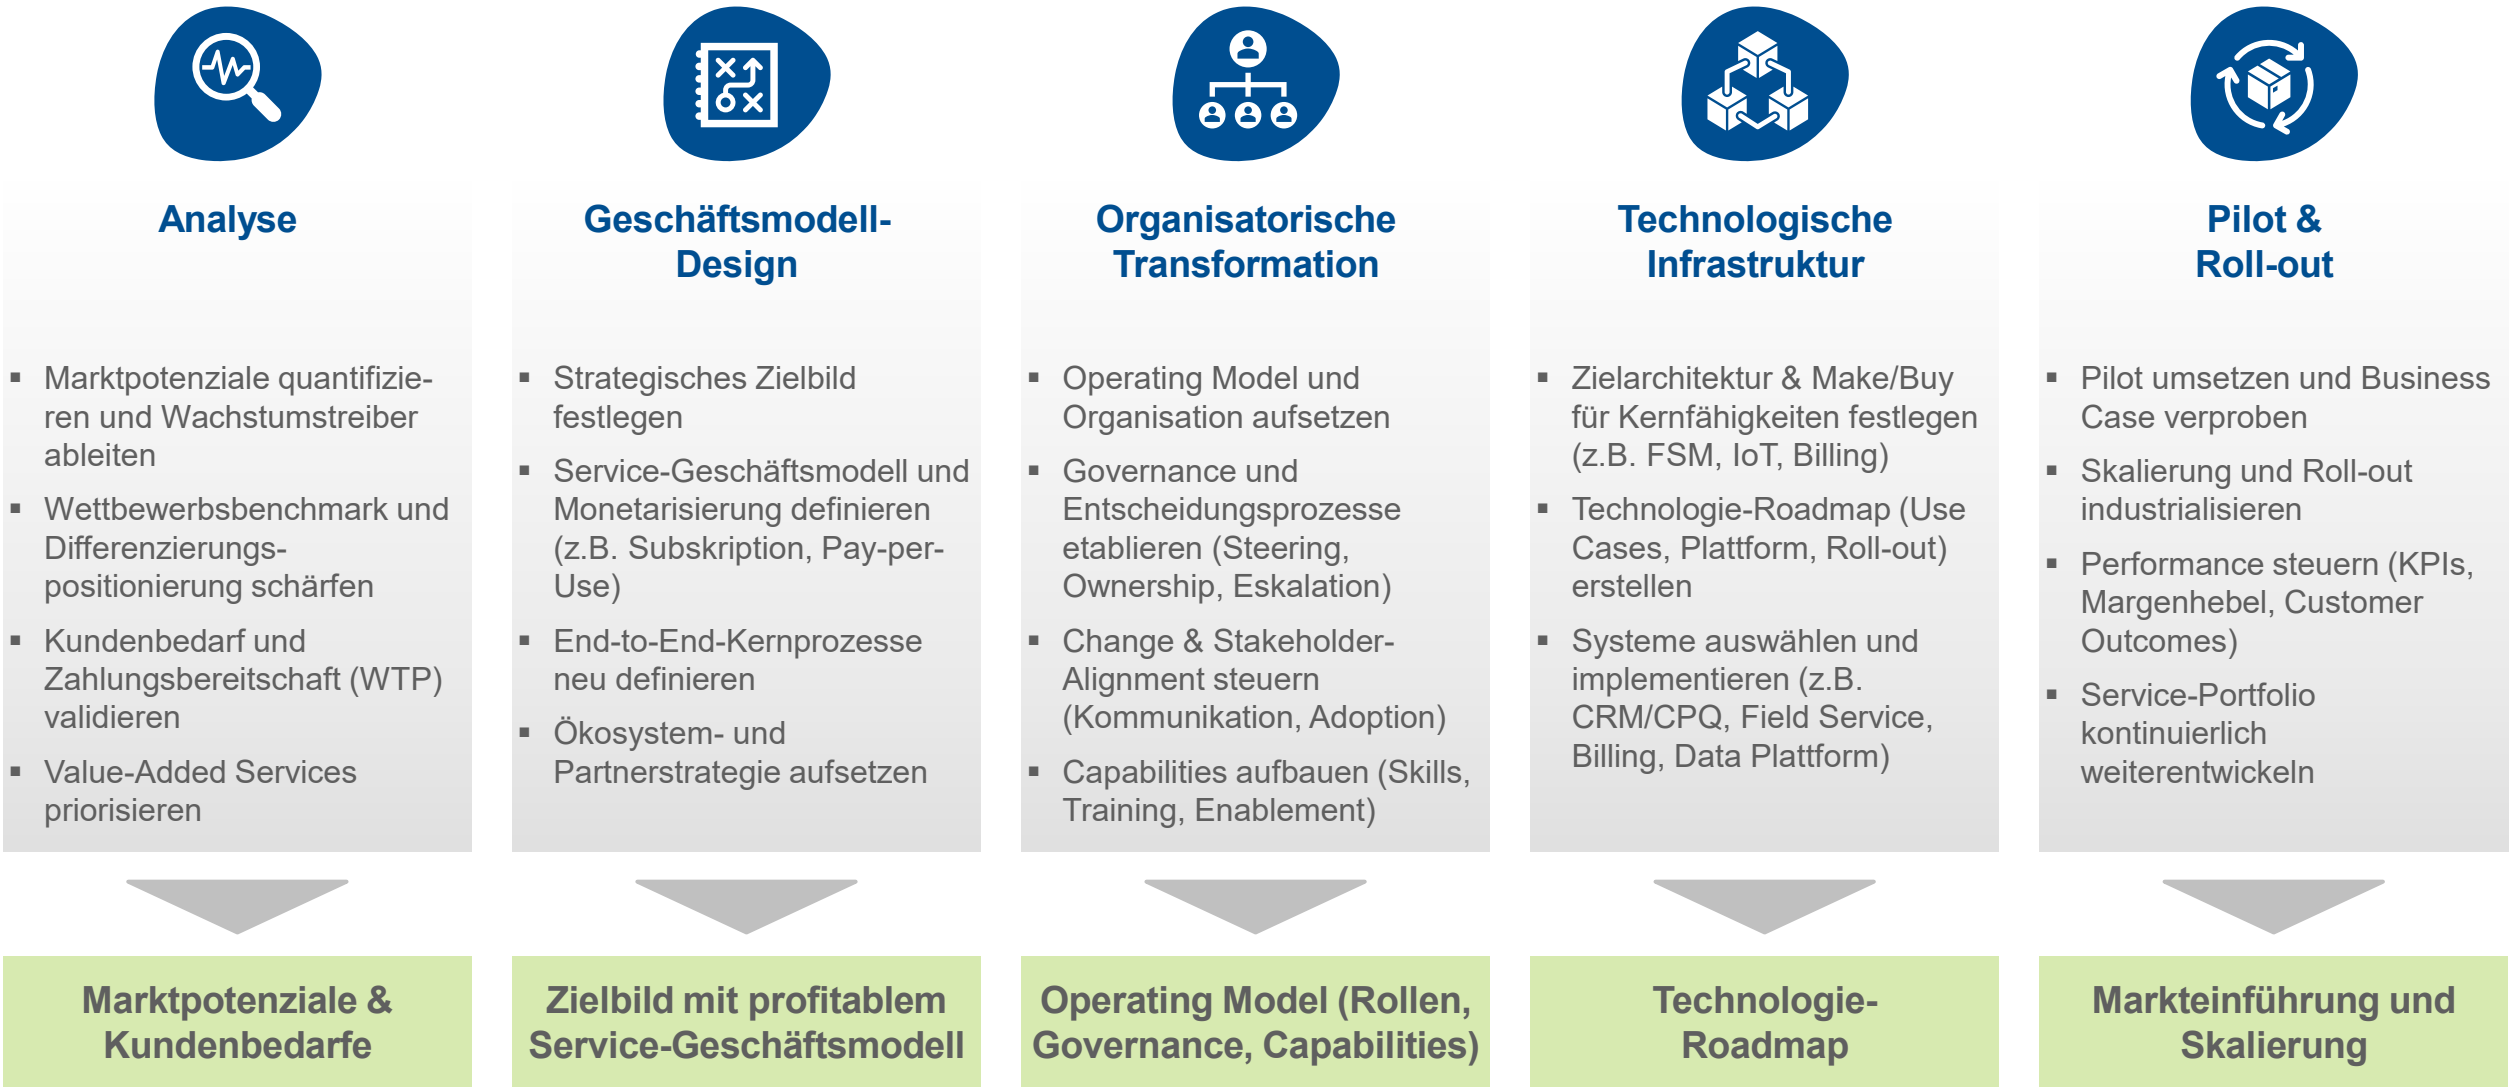 Analyse
▪ Marktpotenziale quantifizie-
ren und Wachstumstreiber
ableiten
▪ Wettbewerbsbenchmark und
Differenzierungs-
positionierung schärfen
▪ Kundenbedarf und
Zahlungsbereitschaft (WTP)
validieren
▪ Value-Added Services
priorisieren
Marktpotenziale &
Kundenbedarfe
Geschäftsmodell-
Design
▪ Strategisches Zielbild
festlegen
▪ Service-Geschäftsmodell und
Monetarisierung definieren
(z.B. Subskription, Pay-per-
Use)
▪ End-to-End-Kernprozesse
neu definieren
▪ Ökosystem- und
Partnerstrategie aufsetzen
Zielbild mit profitablem
Service-Geschäftsmodell
Organisatorische
Transformation
▪ Operating Model und
Organisation aufsetzen
▪ Governance und
Entscheidungsprozesse
etablieren (Steering,
Ownership, Eskalation)
▪ Change & Stakeholder-
Alignment steuern
(Kommunikation, Adoption)
▪ Capabilities aufbauen (Skills,
Training, Enablement)
Operating Model (Rollen,
Governance, Capabilities)
Technologische
Infrastruktur
▪ Zielarchitektur & Make/Buy
für Kernfähigkeiten festlegen
(z.B. FSM, IoT, Billing)
▪ Technologie-Roadmap (Use
Cases, Plattform, Roll-out)
erstellen
▪ Systeme auswählen und
implementieren (z.B.
CRM/CPQ, Field Service,
Billing, Data Plattform)
Technologie-
Roadmap
Pilot &
Roll-out
▪ Pilot umsetzen und Business
Case verproben
▪ Skalierung und Roll-out
industrialisieren
▪ Performance steuern (KPIs,
Margenhebel, Customer
Outcomes)
▪ Service-Portfolio
kontinuierlich
weiterentwickeln
Markteinführung und
Skalierung